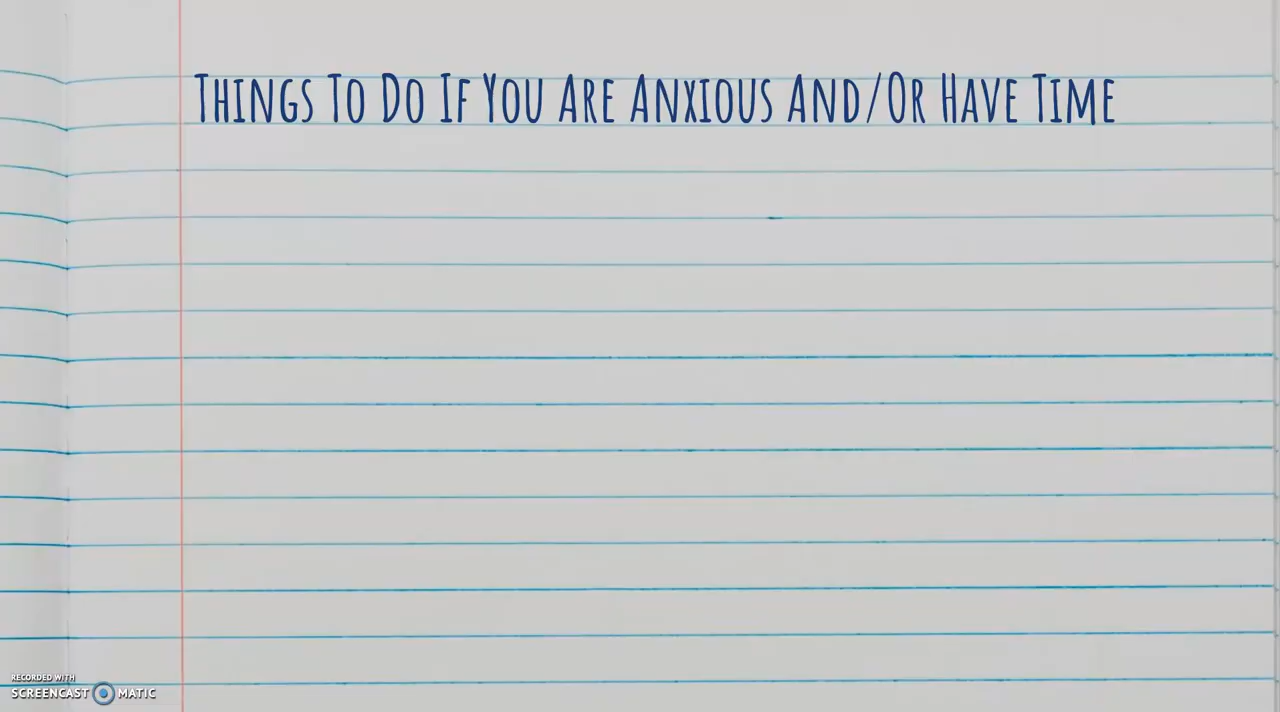 Things To Do If You Are Anxious And/Or Have Time
RECORDED WITH
SCREENCAST MATIC